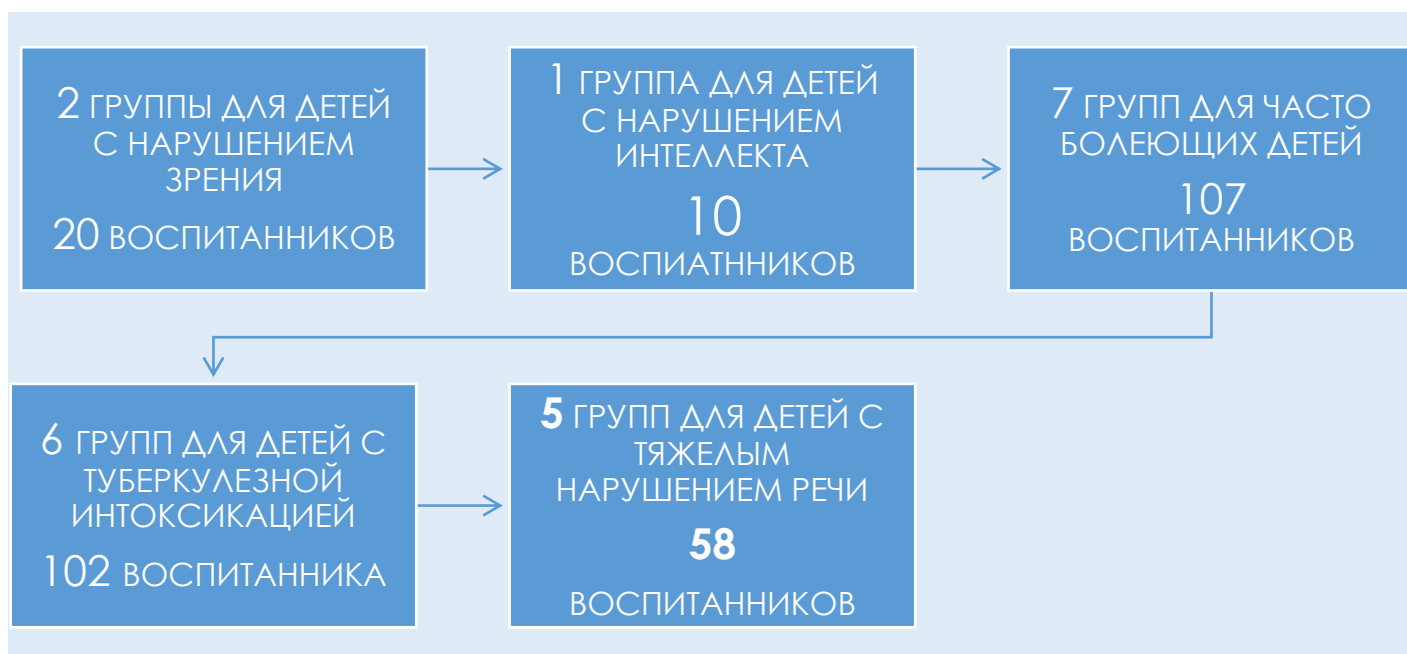 2 ГРУППЫ ДЛЯ ДЕТЕЙ
С НАРУШЕНИЕМ
ЗРЕНИЯ
20 ВОСПИТАННИКОВ
1 ГРУППА ДЛЯ ДЕТЕЙ
С НАРУШЕНИЕМ
ИНТЕЛЛЕКТА
10
ВОСПИАТННИКОВ
7 ГРУПП ДЛЯ ЧАСТО
БОЛЕЮЩИХ ДЕТЕЙ
107
ВОСПИТАННИКОВ
6 ГРУПП ДЛЯ ДЕТЕЙ С
ТУБЕРКУЛЕЗНОЙ
ИНТОКСИКАЦИЕЙ
102 ВОСПИТАННИКА
5 ГРУПП ДЛЯ ДЕТЕЙ С
ТЯЖЕЛЫМ
НАРУШЕНИЕМ РЕЧИ
58
ВОСПИТАННИКОВ